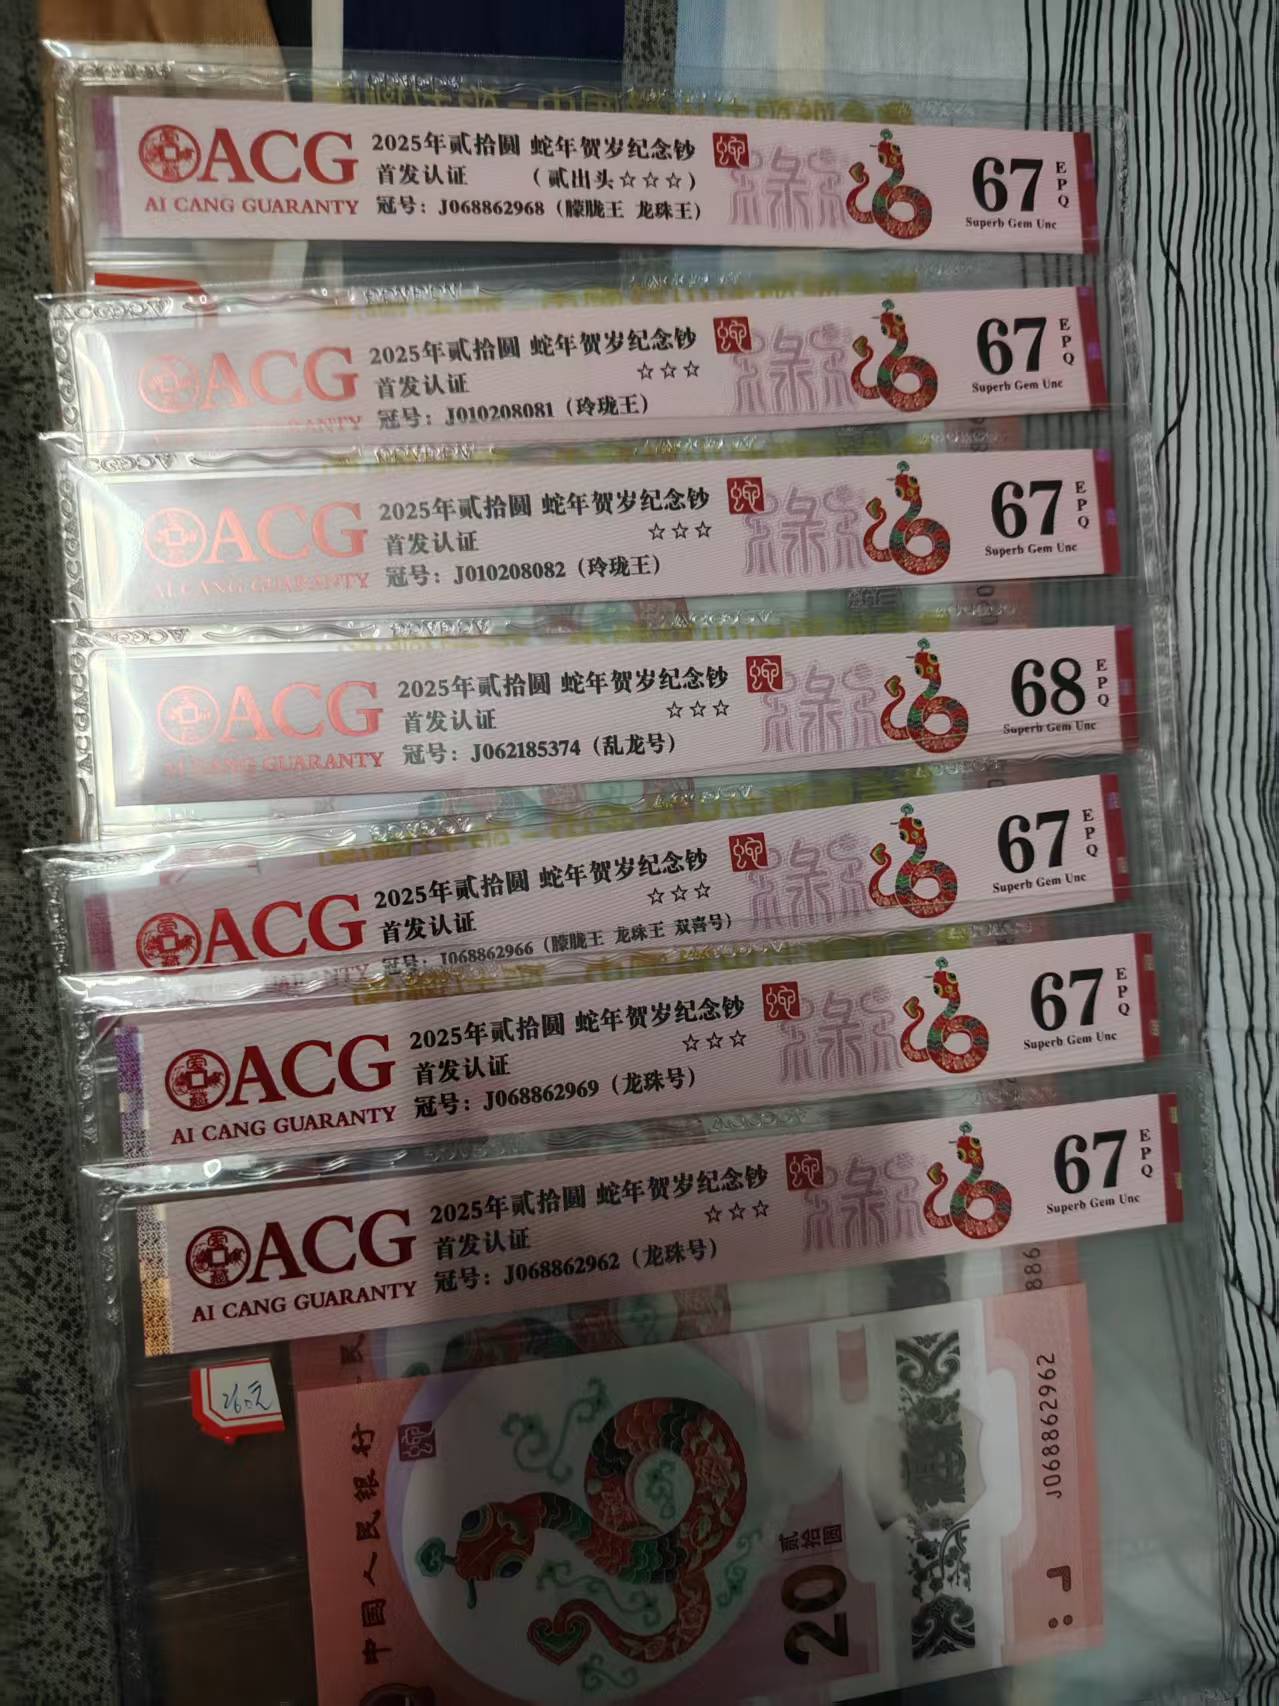 ACG
AI CANG GUARANTY
2025年贰拾圆 蛇年贺岁纪念钞
首发认证 (贰出头☆☆☆)
冠号: J068862968 (朦胧王 龙珠王)
67
EPQ
Superb Gem Unc
ACG
2025年贰拾圆 蛇年贺岁纪念钞
首发认证 ☆☆☆
冠号: J010208081 (玲珑王)
67
EPQ
Superb Gem Unc
ACG
AI CANG GUARANTY
2025年贰拾圆 蛇年贺岁纪念钞
首发认证 ☆☆☆
冠号: J010208082 (玲珑王)
67
EPQ
Superb Gem Unc
ACG
AI CANG GUARANTY
2025年贰拾圆 蛇年贺岁纪念钞
首发认证 ☆☆☆
冠号: J062185374 (乱龙号)
68
EPQ
Superb Gem Unc
ACG
2025年贰拾圆 蛇年贺岁纪念钞
首发认证 ☆☆☆
冠号: J068862966 (朦胧王 龙珠王 双喜号)
67
EPQ
Superb Gem Unc
ACG
AI CANG GUARANTY
2025年贰拾圆 蛇年贺岁纪念钞
首发认证 ☆☆☆
冠号: J068862969 (龙珠号)
67
EPQ
Superb Gem Unc
ACG
AI CANG GUARANTY
2025年贰拾圆 蛇年贺岁纪念钞
首发认证 ☆☆☆
冠号: J068862962 (龙珠号)
67
EPQ
Superb Gem Unc
260元
中国人民银行
贰拾圆
20
J068862962